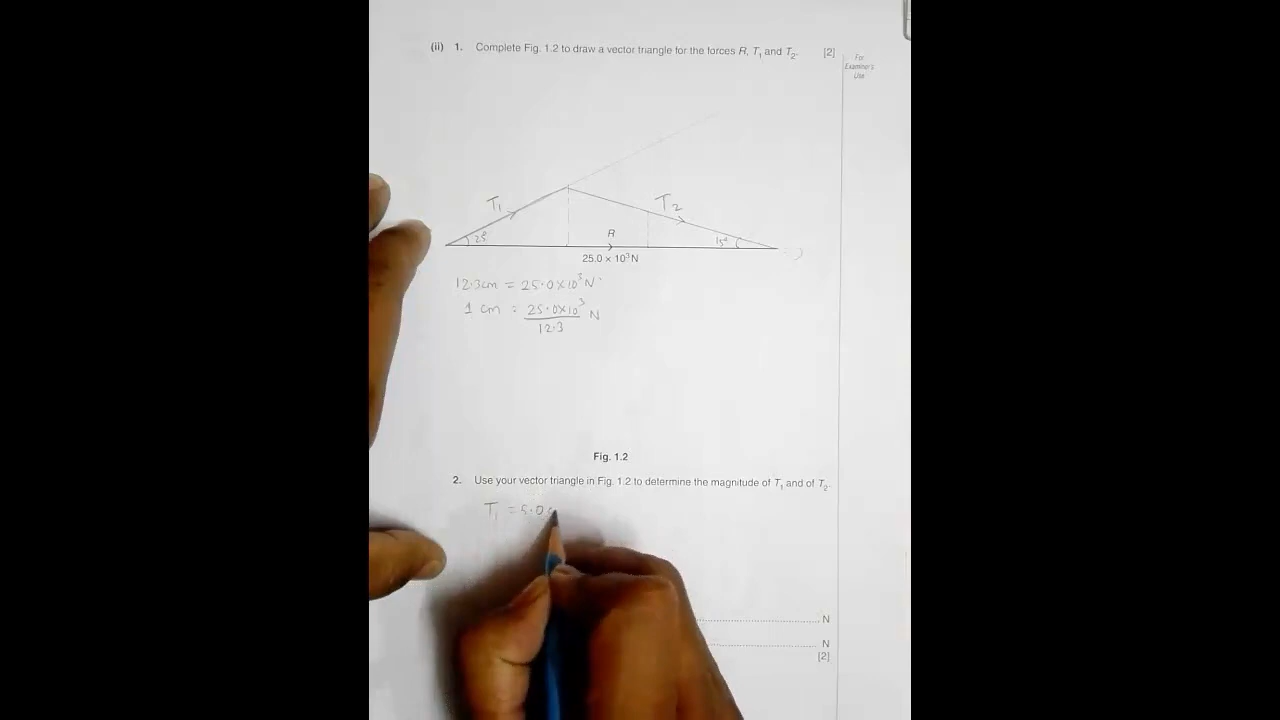 (ii) 1. Complete Fig. 1.2 to draw a vector triangle for the forces R, T₁ and T₂. [2]
For
Examiner's
Use
T₁
T₂
25°
R
15°
25.0 × 10³ N
12.3cm = 25.0×10³ N
1 cm = 25.0×10³ / 12.3 N
Fig. 1.2
2. Use your vector triangle in Fig. 1.2 to determine the magnitude of T₁ and of T₂.
T₁ = 5.0
N
N
[2]